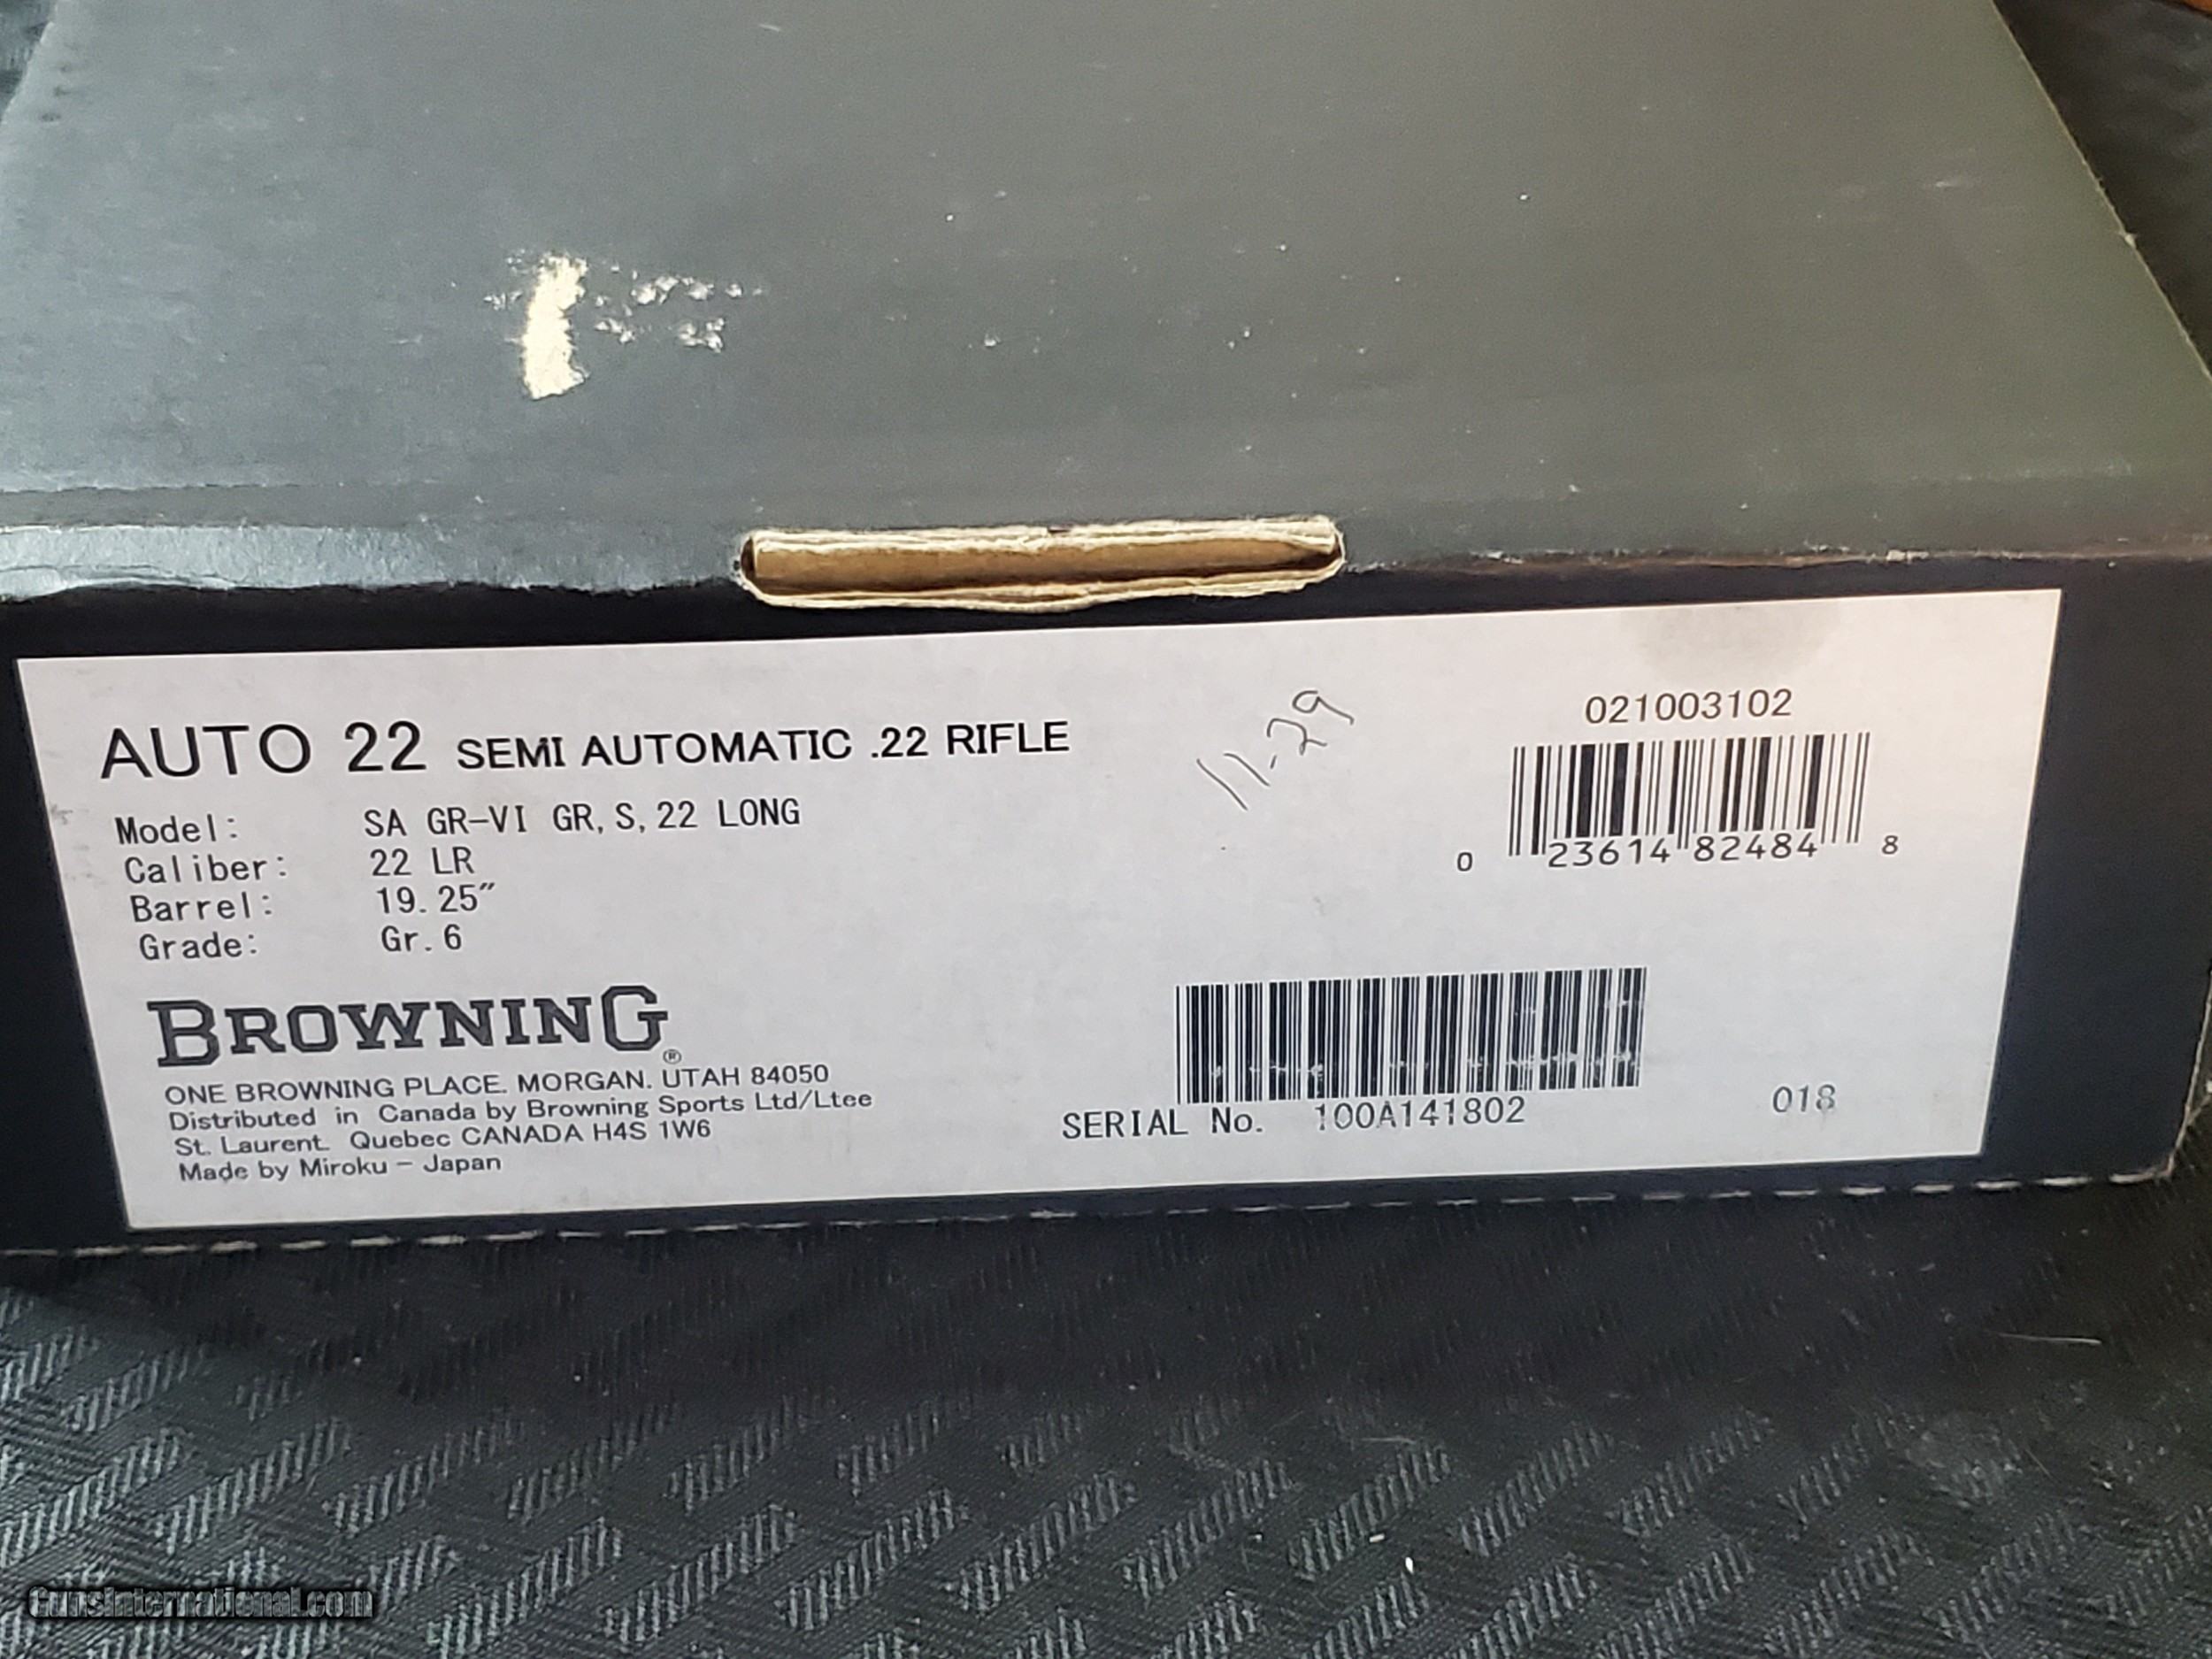 AUTO 22 SEMI AUTOMATIC .22 RIFLE
Model: SA GR-VI GR,S,22 LONG
Caliber: 22 LR
Barrel: 19.25"
Grade: Gr.6
11-29
021003102
0 23614 82484 8
BROWNING®
ONE BROWNING PLACE. MORGAN. UTAH 84050
Distributed in Canada by Browning Sports Ltd/Ltee
St. Laurent. Quebec CANADA H4S 1W6
Made by Miroku - Japan
SERIAL No. 100A141802
018
GunsInternational.com